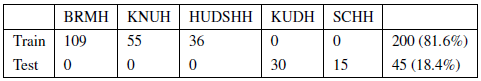 BRMH KNUH HUDSHH KUDH SCHH
Train 109 55 36 0 0 200 (81.6%)
Test 0 0 0 30 15 45 (18.4%)